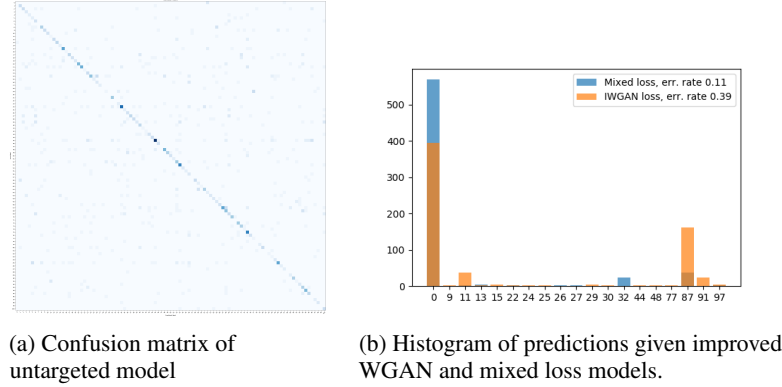 Mixed loss, err. rate 0.11
IWGAN loss, err. rate 0.39
500
400
300
200
100
0
0 9 11 13 15 22 24 25 26 27 29 30 32 44 48 77 87 91 97
(a) Confusion matrix of
untargeted model
(b) Histogram of predictions given improved
WGAN and mixed loss models.